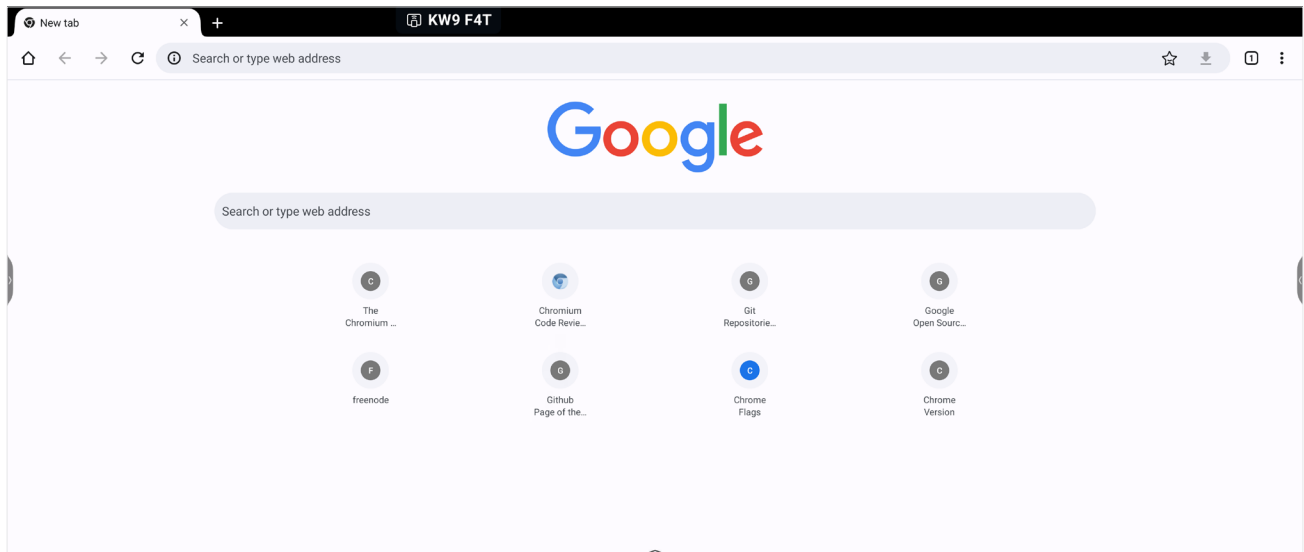 New tab
KW9 F4T
Search or type web address
1
Google
Search or type web address
C
G
G
The
Chromium ...
Chromium
Code Revie...
Git
Repositorie...
Google
Open Sourc...
F
G
C
C
freenode
Github
Page of the...
Chrome
Flags
Chrome
Version